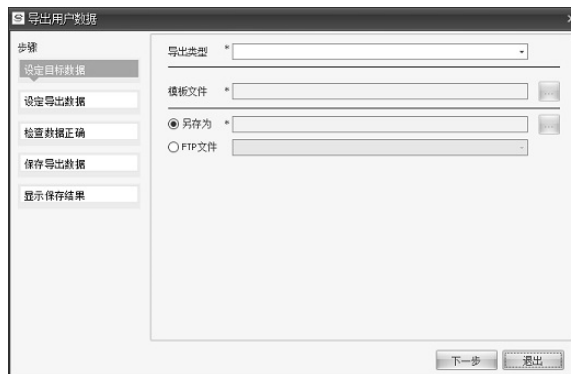 导出用户数据
步骤
设定目标数据
设定导出数据
检查数据正确
保存导出数据
显示保存结果
导出类型 *
模板文件 * ...
另存为 * ...
FTP文件
下一步 退出